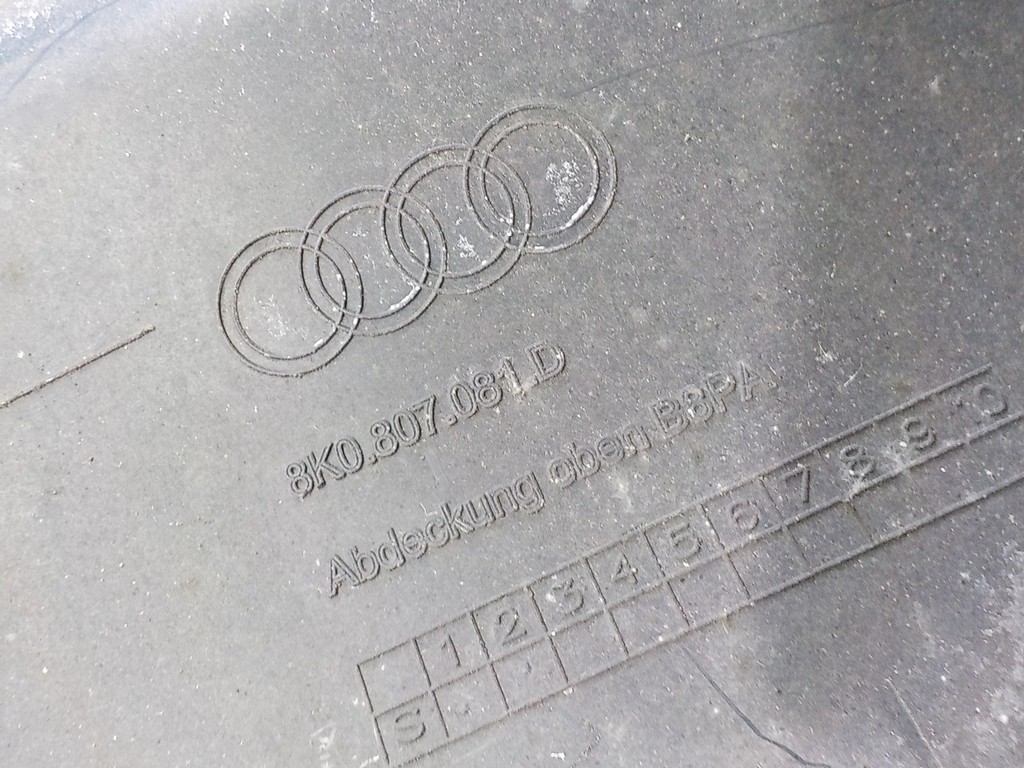 8K0.807.081.D
Abdeckung oben B8PA
1 2 3 4 5 6 7 8 9 10
S